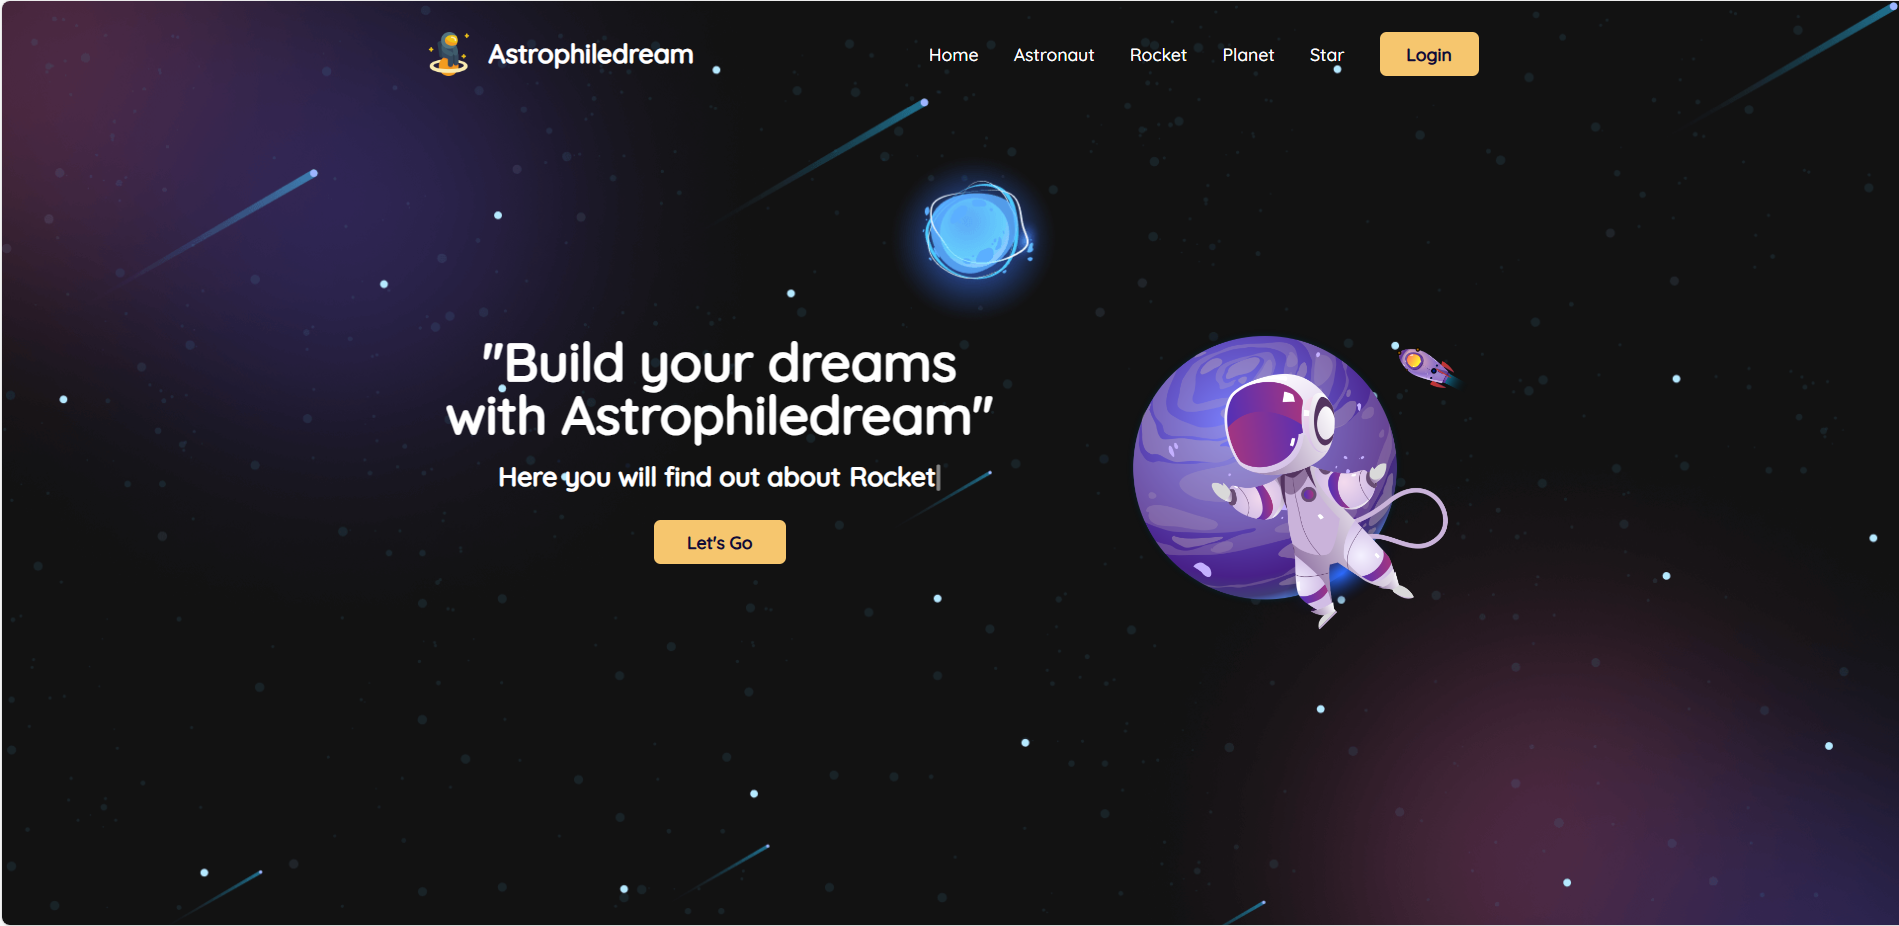 Astrophiledream
Home
Astronaut
Rocket
Planet
Star
Login
"Build your dreams
with Astrophiledream"
Here you will find out about Rocket
Let's Go